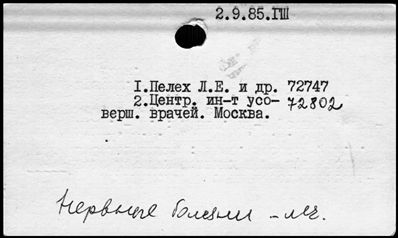 2.9.85.ГШ
1.Пелех Л.Е. и др. 72747
2.Центр. ин-т усо- 72802
верш. врачей. Москва.
Нервные болезни - леч.